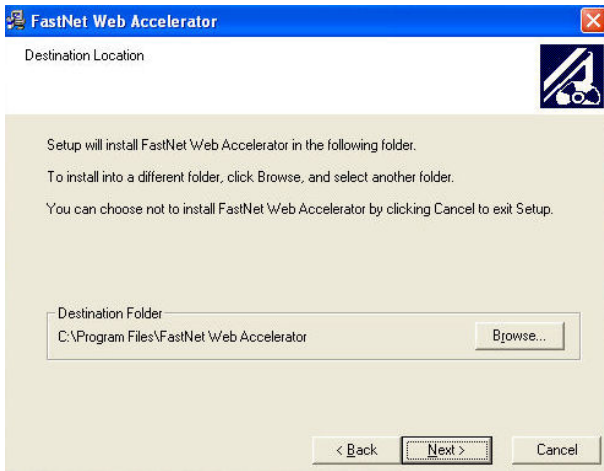 FastNet Web Accelerator
Destination Location
Setup will install FastNet Web Accelerator in the following folder.
To install into a different folder, click Browse, and select another folder.
You can choose not to install FastNet Web Accelerator by clicking Cancel to exit Setup.
Destination Folder
C:\Program Files\FastNet Web Accelerator
Browse...
< Back
Next >
Cancel